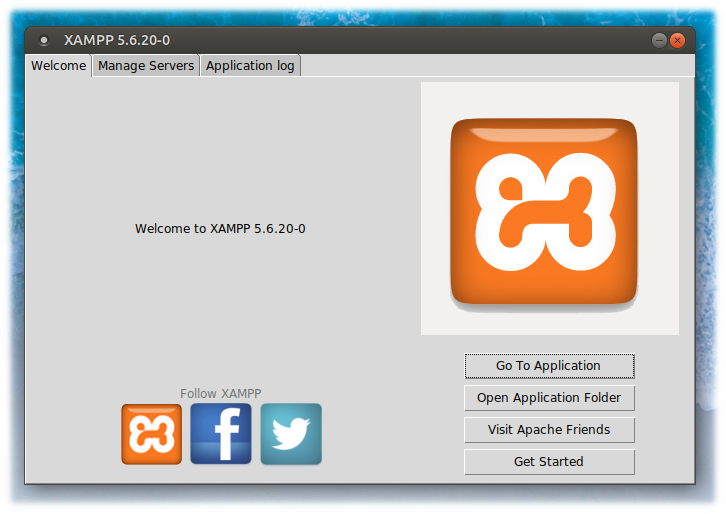 XAMPP 5.6.20-0
Welcome
Manage Servers
Application log
Welcome to XAMPP 5.6.20-0
Go To Application
Open Application Folder
Visit Apache Friends
Get Started
Follow XAMPP